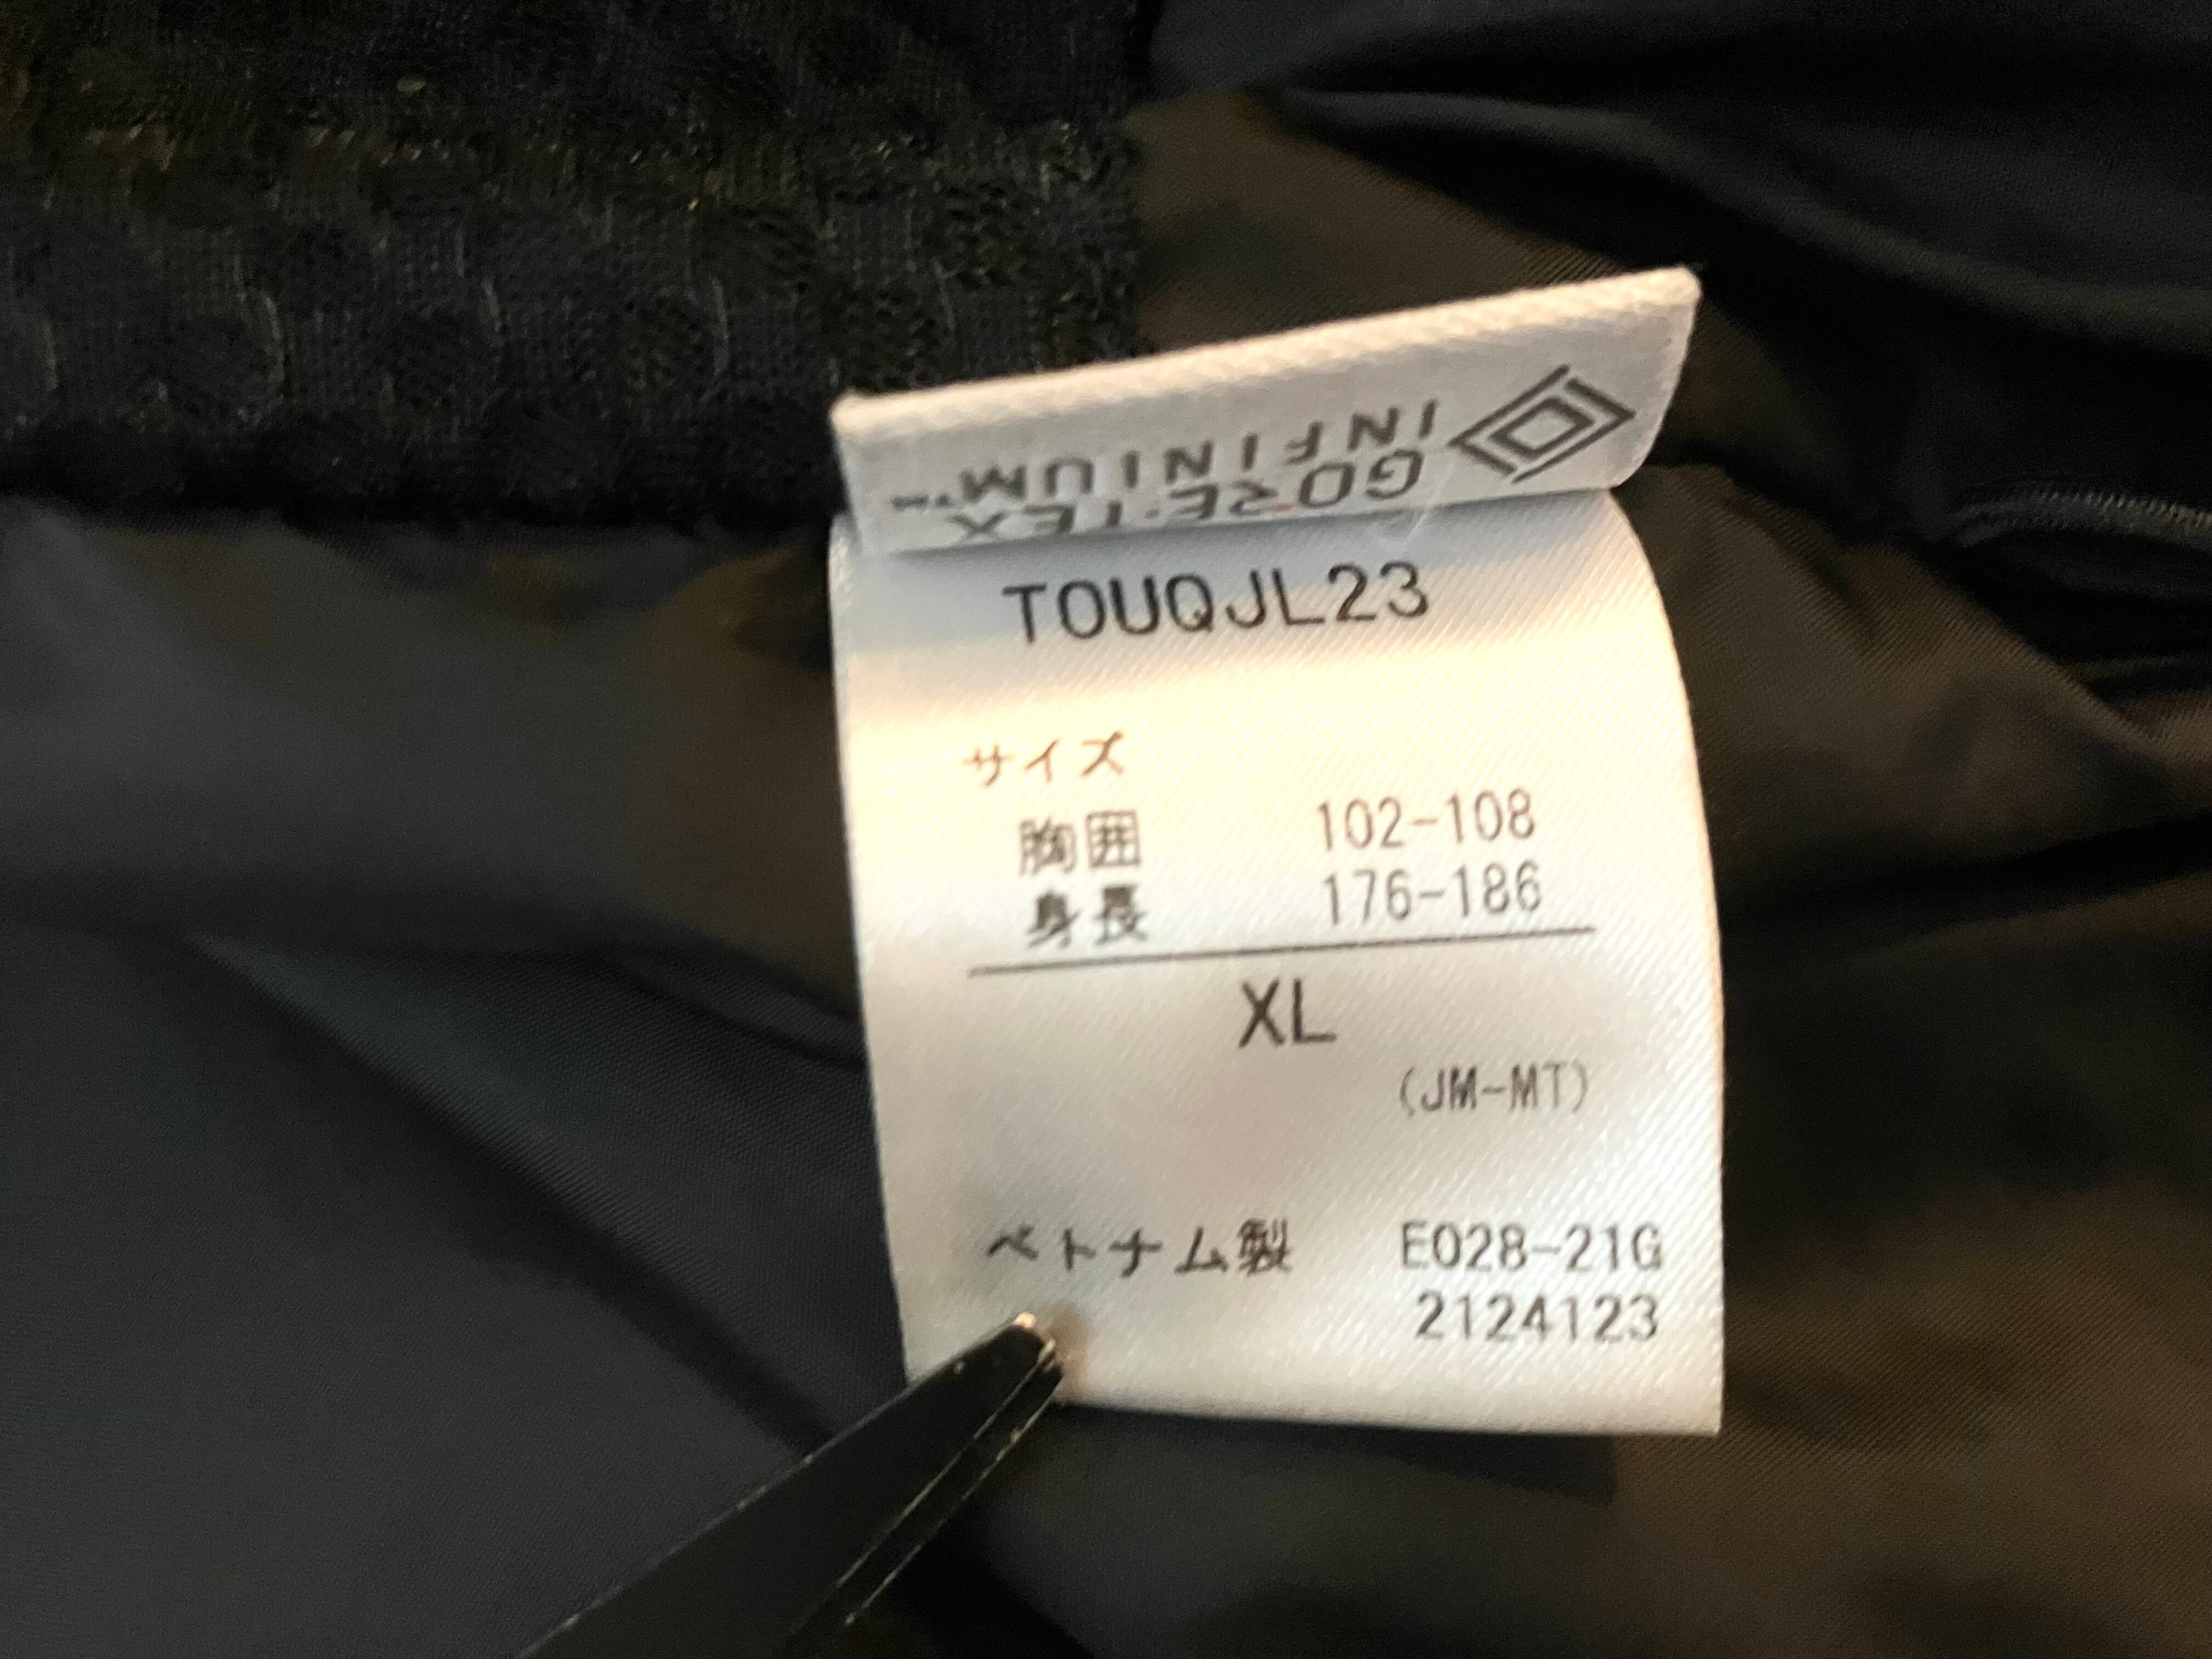 GORE-TEX
INFINIUM™
TOUQJL23
サイズ
胸囲 102-108
身長 176-186
XL
(JM-MT)
ベトナム製 E028-21G
2124123